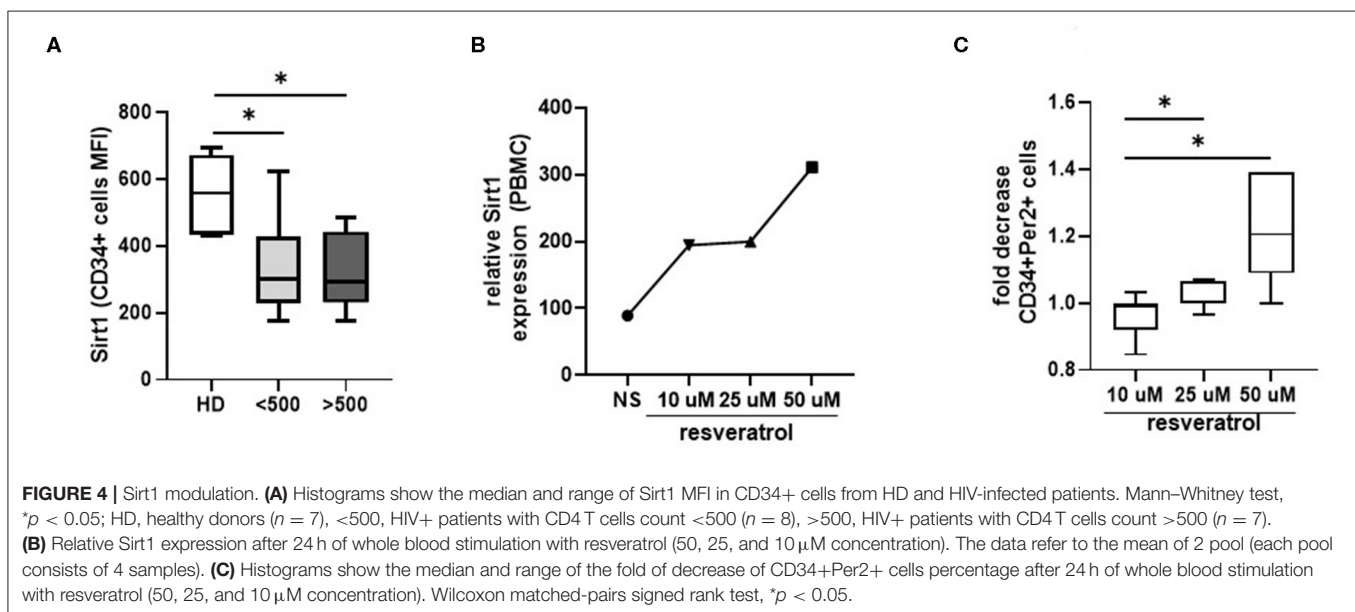 A
B
C
*
*
800
600
400
200
0
Sirt1 (CD34+ cells MFI)
HD <500 >500
400
300
200
100
0
relative Sirt1
expression (PBMC)
NS 10 uM 25 uM 50 uM
resveratrol
*
*
1.6
1.4
1.2
1.0
0.8
fold decrease
CD34+Per2+ cells
10 uM 25 uM 50 uM
resveratrol
FIGURE 4 | Sirt1 modulation. (A) Histograms show the median and range of Sirt1 MFI in CD34+ cells from HD and HIV-infected patients. Mann–Whitney test,
*p < 0.05; HD, healthy donors (n = 7), <500, HIV+ patients with CD4 T cells count <500 (n = 8), >500, HIV+ patients with CD4 T cells count >500 (n = 7).
(B) Relative Sirt1 expression after 24 h of whole blood stimulation with resveratrol (50, 25, and 10 μM concentration). The data refer to the mean of 2 pool (each pool
consists of 4 samples). (C) Histograms show the median and range of the fold of decrease of CD34+Per2+ cells percentage after 24 h of whole blood stimulation
with resveratrol (50, 25, and 10 μM concentration). Wilcoxon matched-pairs signed rank test, *p < 0.05.